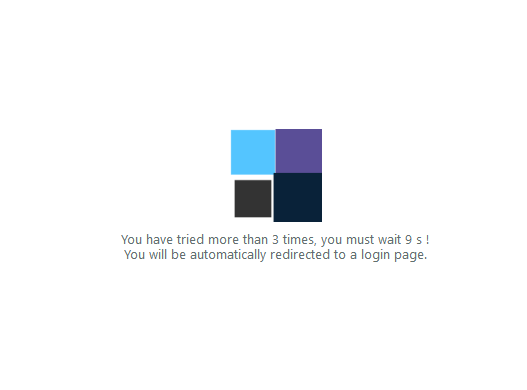 You have tried more than 3 times, you must wait 9 s !
You will be automatically redirected to a login page.